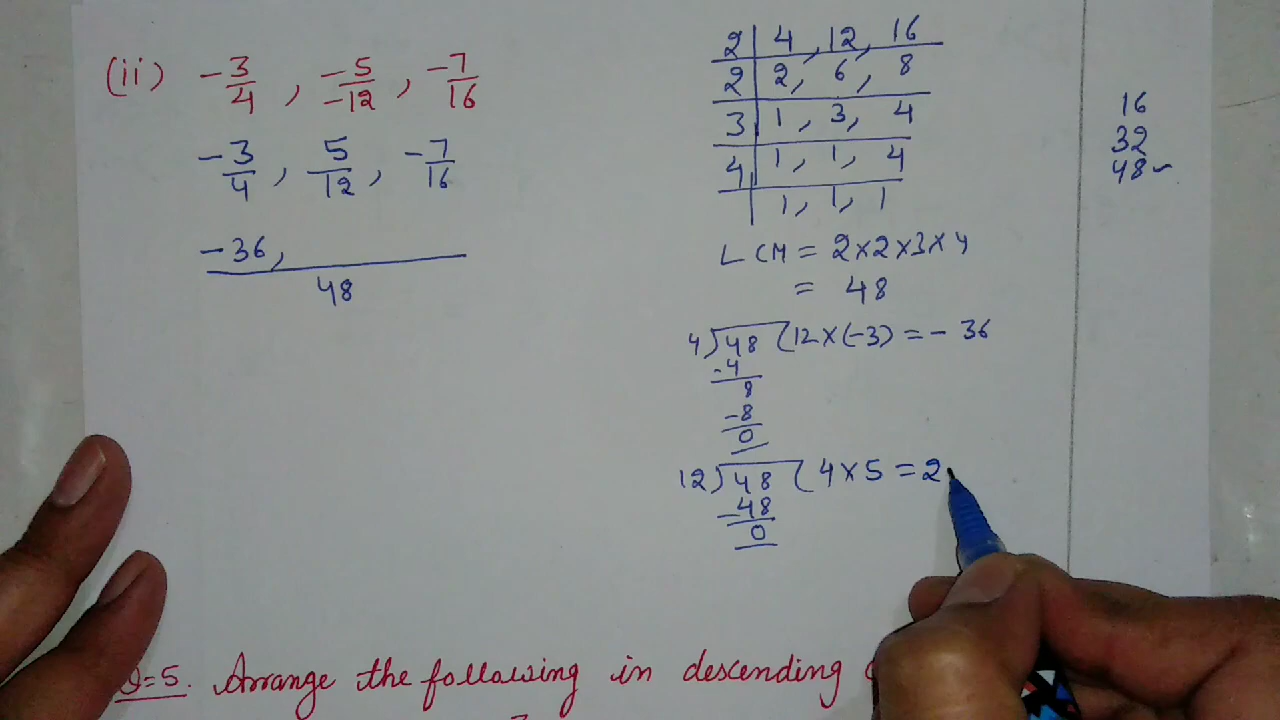 (ii) -3/4, -5/-12, -7/16
-3/4, 5/12, -7/16
-36,
48
2 | 4, 12, 16
2 | 2, 6, 8
3 | 1, 3, 4
4 | 1, 1, 4
1, 1, 1
LCM = 2×2×3×4
= 48
4) 48 (12×(-3) = -36
-4
8
-8
0
12) 48 (4×5 = 2
-48
0
16
32
48
Q=5. Arrange the following in descending